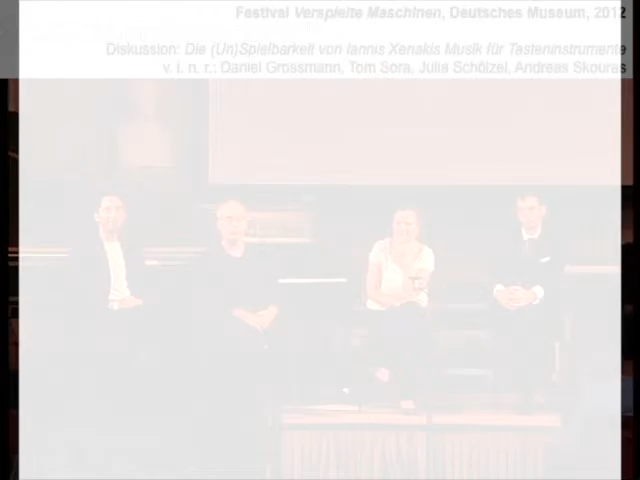 Festival Verspielte Maschinen, Deutsches Museum, 2012
Diskussion: Die (Un)Spielbarkeit von Iannis Xenakis Musik für Tasteninstrumente
v. l. n. r.: Daniel Grossmann, Tom Sora, Julia Schölzel, Andreas Skouras